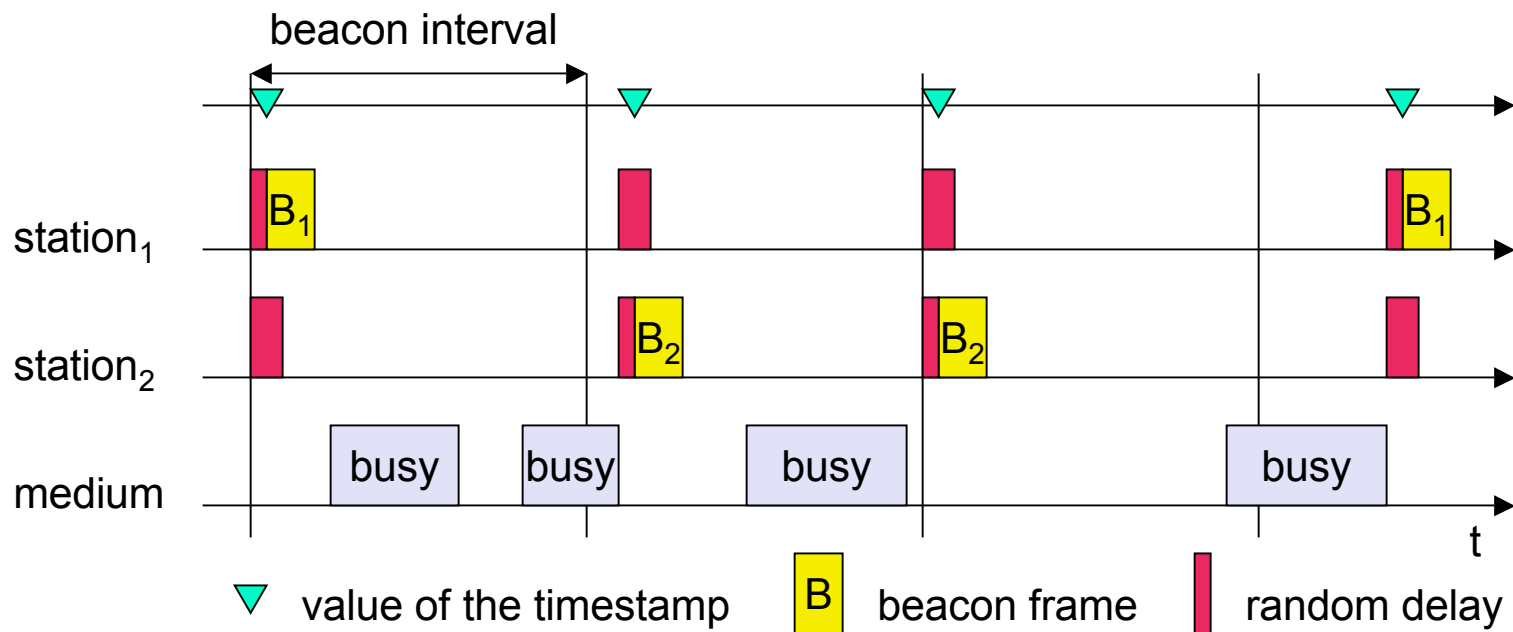 beacon interval
B₁
B₁
station₁
B₂
B₂
station₂
busy busy busy busy
medium
t
value of the timestamp B beacon frame random delay